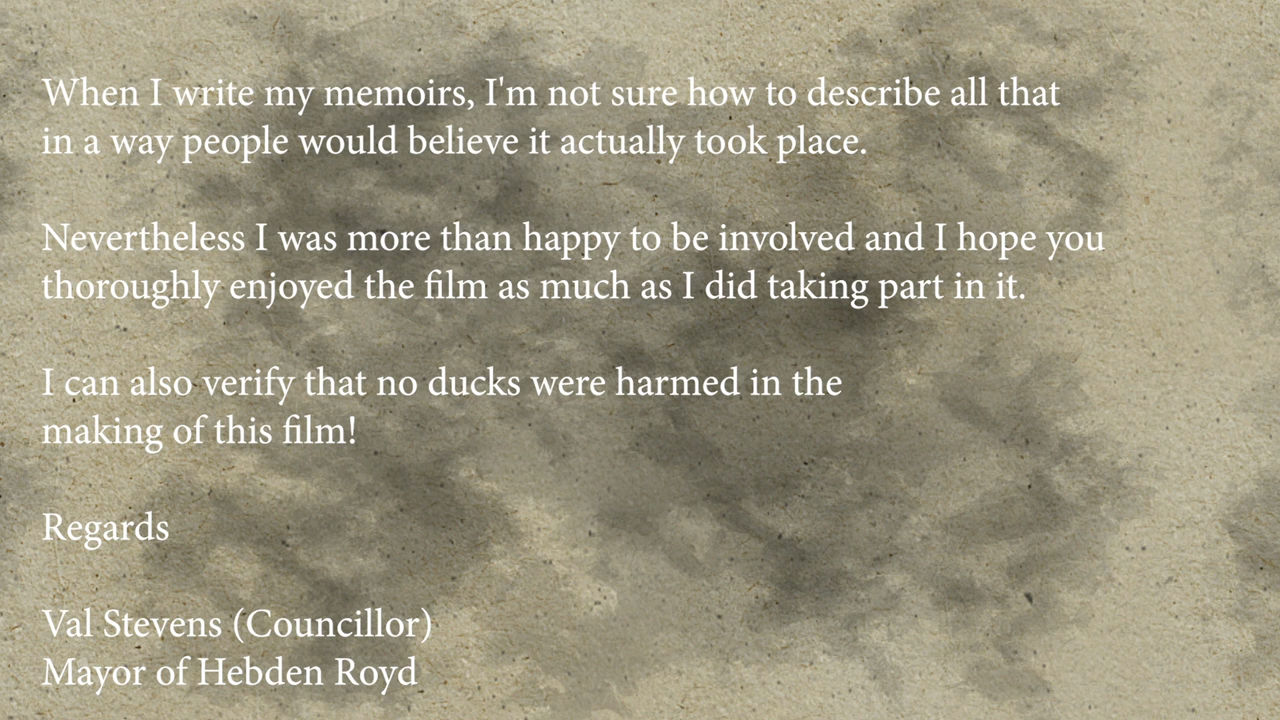 When I write my memoirs, I'm not sure how to describe all that
in a way people would believe it actually took place.
Nevertheless I was more than happy to be involved and I hope you
thoroughly enjoyed the film as much as I did taking part in it.
I can also verify that no ducks were harmed in the
making of this film!
Regards
Val Stevens (Councillor)
Mayor of Hebden Royd